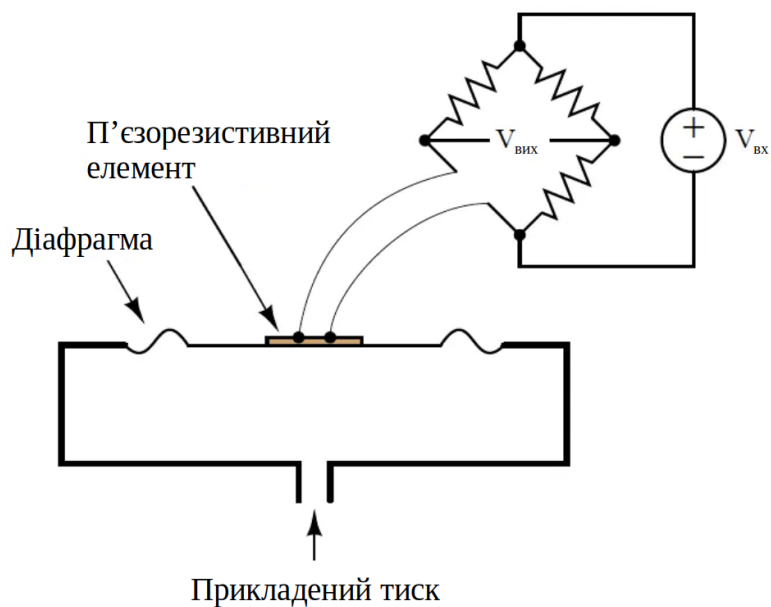 П’єзорезистивний
елемент
Діафрагма
Vвих
+
−
Vвх
Прикладений тиск